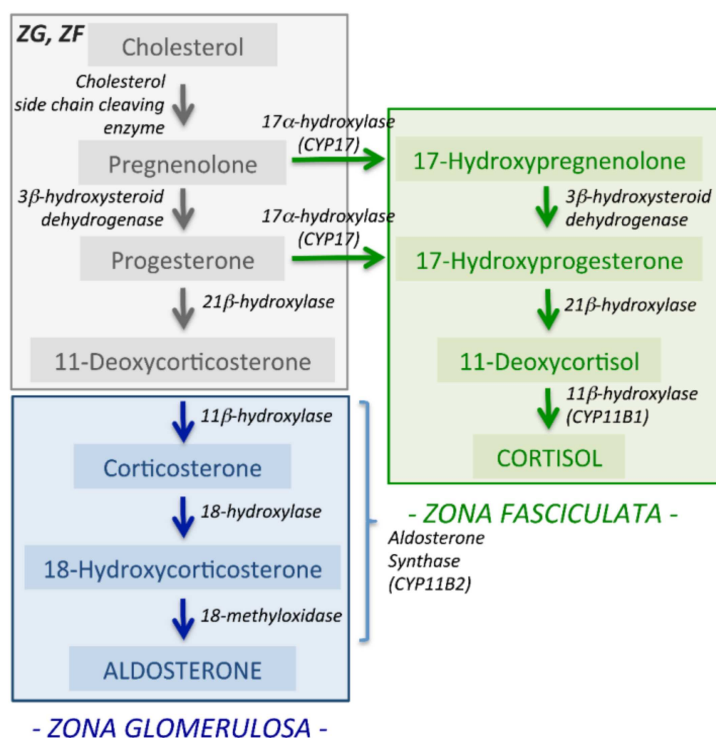 ZG, ZF
Cholesterol
Cholesterol
side chain cleaving
enzyme
Pregnenolone
3β-hydroxysteroid
dehydrogenase
Progesterone
21β-hydroxylase
11-Deoxycorticosterone
17α-hydroxylase
(CYP17)
17α-hydroxylase
(CYP17)
17-Hydroxypregnenolone
3β-hydroxysteroid
dehydrogenase
17-Hydroxyprogesterone
21β-hydroxylase
11-Deoxycortisol
11β-hydroxylase
(CYP11B1)
CORTISOL
- ZONA FASCICULATA -
11β-hydroxylase
Corticosterone
18-hydroxylase
18-Hydroxycorticosterone
18-methyloxidase
ALDOSTERONE
Aldosterone
Synthase
(CYP11B2)
- ZONA GLOMERULOSA -